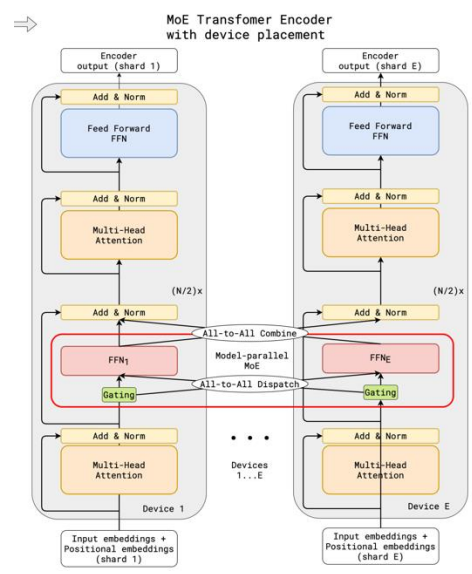 MoE Transfomer Encoder
with device placement
Encoder
output (shard 1)
Add & Norm
Feed Forward
FFN
Add & Norm
Multi-Head
Attention
(N/2)x
Add & Norm
FFN1
Gating
Add & Norm
Multi-Head
Attention
Device 1
Input embeddings +
Positional embeddings
(shard 1)
All-to-All Combine
Model-parallel
MoE
All-to-All Dispatch
Devices
1...E
Encoder
output (shard E)
Add & Norm
Feed Forward
FFN
Add & Norm
Multi-Head
Attention
(N/2)x
Add & Norm
FFNE
Gating
Add & Norm
Multi-Head
Attention
Device E
Input embeddings +
Positional embeddings
(shard E)